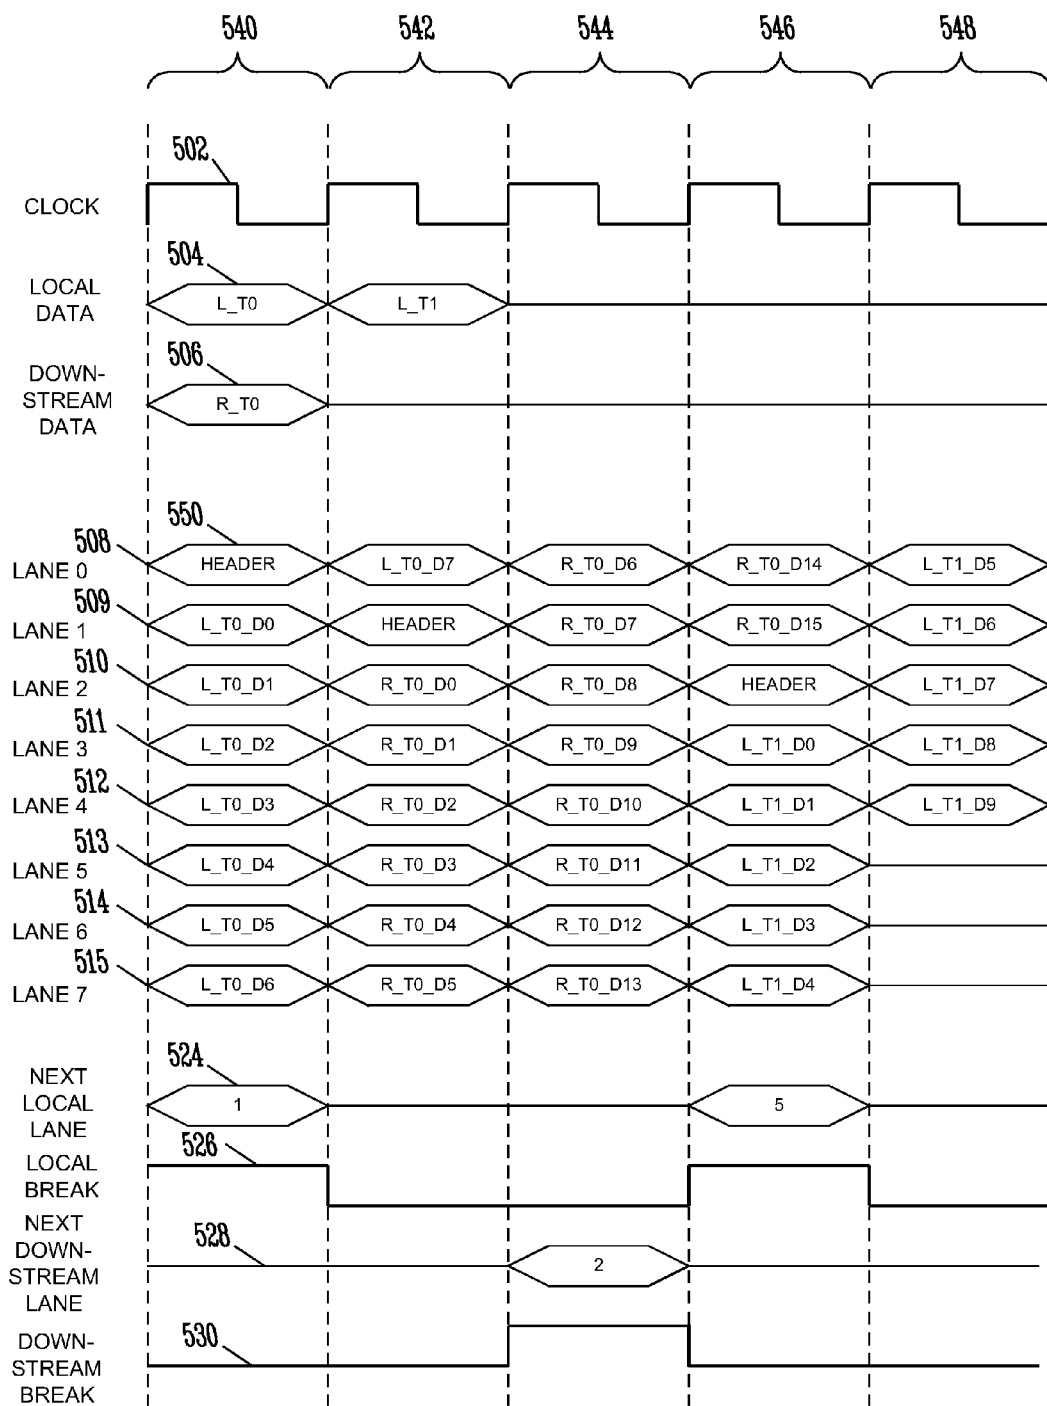 540 542 544 546 548
502
CLOCK
504
LOCAL
DATA
L_T0 L_T1
506
DOWN-
STREAM
DATA
R_T0
550
508
LANE 0 HEADER L_T0_D7 R_T0_D6 R_T0_D14 L_T1_D5
509
LANE 1 L_T0_D0 HEADER R_T0_D7 R_T0_D15 L_T1_D6
510
LANE 2 L_T0_D1 R_T0_D0 R_T0_D8 HEADER L_T1_D7
511
LANE 3 L_T0_D2 R_T0_D1 R_T0_D9 L_T1_D0 L_T1_D8
512
LANE 4 L_T0_D3 R_T0_D2 R_T0_D10 L_T1_D1 L_T1_D9
513
LANE 5 L_T0_D4 R_T0_D3 R_T0_D11 L_T1_D2
514
LANE 6 L_T0_D5 R_T0_D4 R_T0_D12 L_T1_D3
515
LANE 7 L_T0_D6 R_T0_D5 R_T0_D13 L_T1_D4
524
NEXT
LOCAL
LANE
1 5
526
LOCAL
BREAK
528
NEXT
DOWN-
STREAM
LANE
2
530
DOWN-
STREAM
BREAK